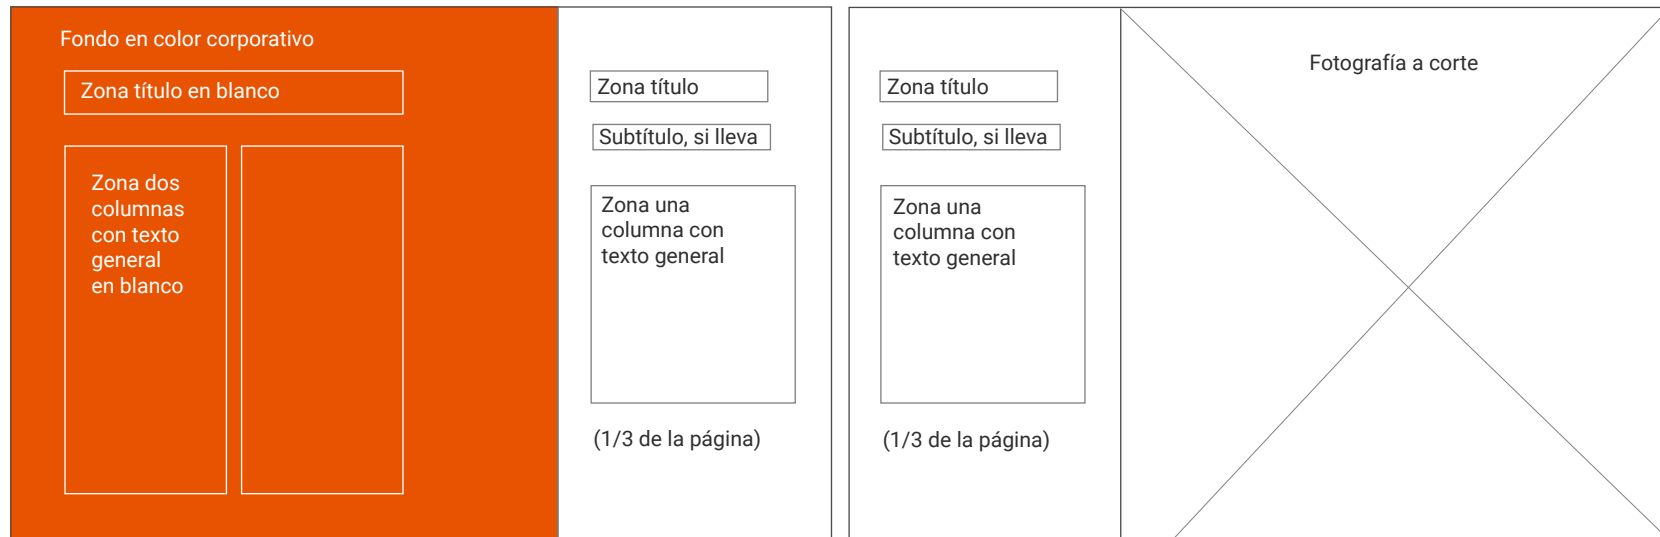 Fondo en color corporativo
Zona título en blanco
Zona dos
columnas
con texto
general
en blanco
Zona título
Subtítulo, si lleva
Zona una
columna con
texto general
(1/3 de la página)
Zona título
Subtítulo, si lleva
Zona una
columna con
texto general
(1/3 de la página)
Fotografía a corte